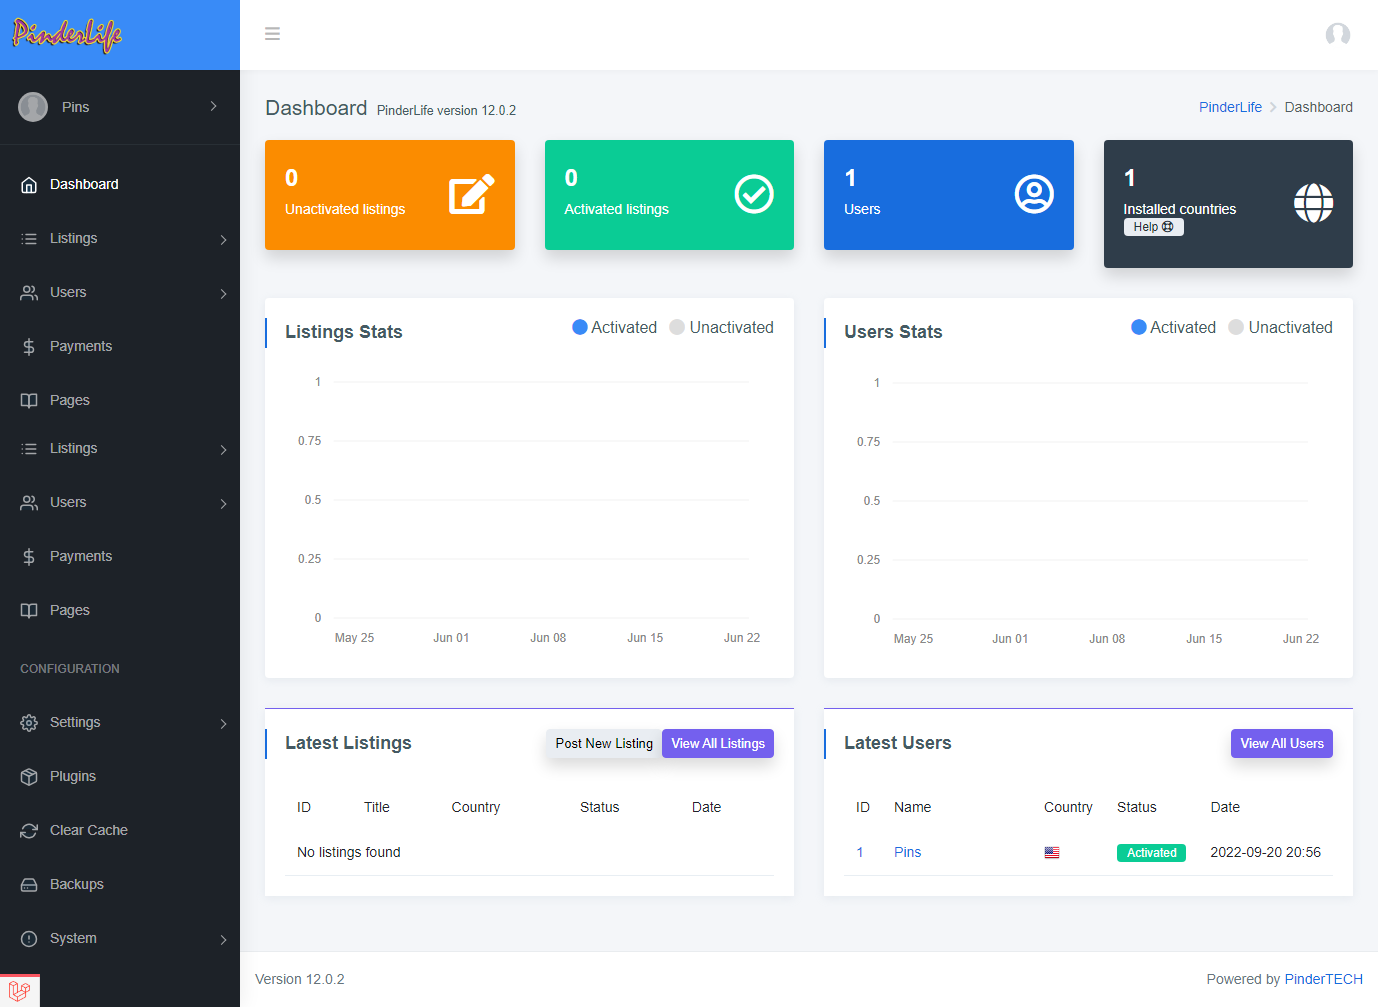 PinderLife
Pins
Dashboard
Listings
Users
Payments
Pages
Listings
Users
Payments
Pages
CONFIGURATION
Settings
Plugins
Clear Cache
Backups
System
Dashboard PinderLife version 12.0.2
PinderLife Dashboard
0
Unactivated listings
0
Activated listings
1
Users
1
Installed countries
Help
Listings Stats
Activated Unactivated
1
0.75
0.5
0.25
0
May 25 Jun 01 Jun 08 Jun 15 Jun 22
Users Stats
Activated Unactivated
1
0.75
0.5
0.25
0
May 25 Jun 01 Jun 08 Jun 15 Jun 22
Latest Listings
Post New Listing View All Listings
ID Title Country Status Date
No listings found
Latest Users
View All Users
ID Name Country Status Date
1 Pins Activated 2022-09-20 20:56
Version 12.0.2
Powered by PinderTECH